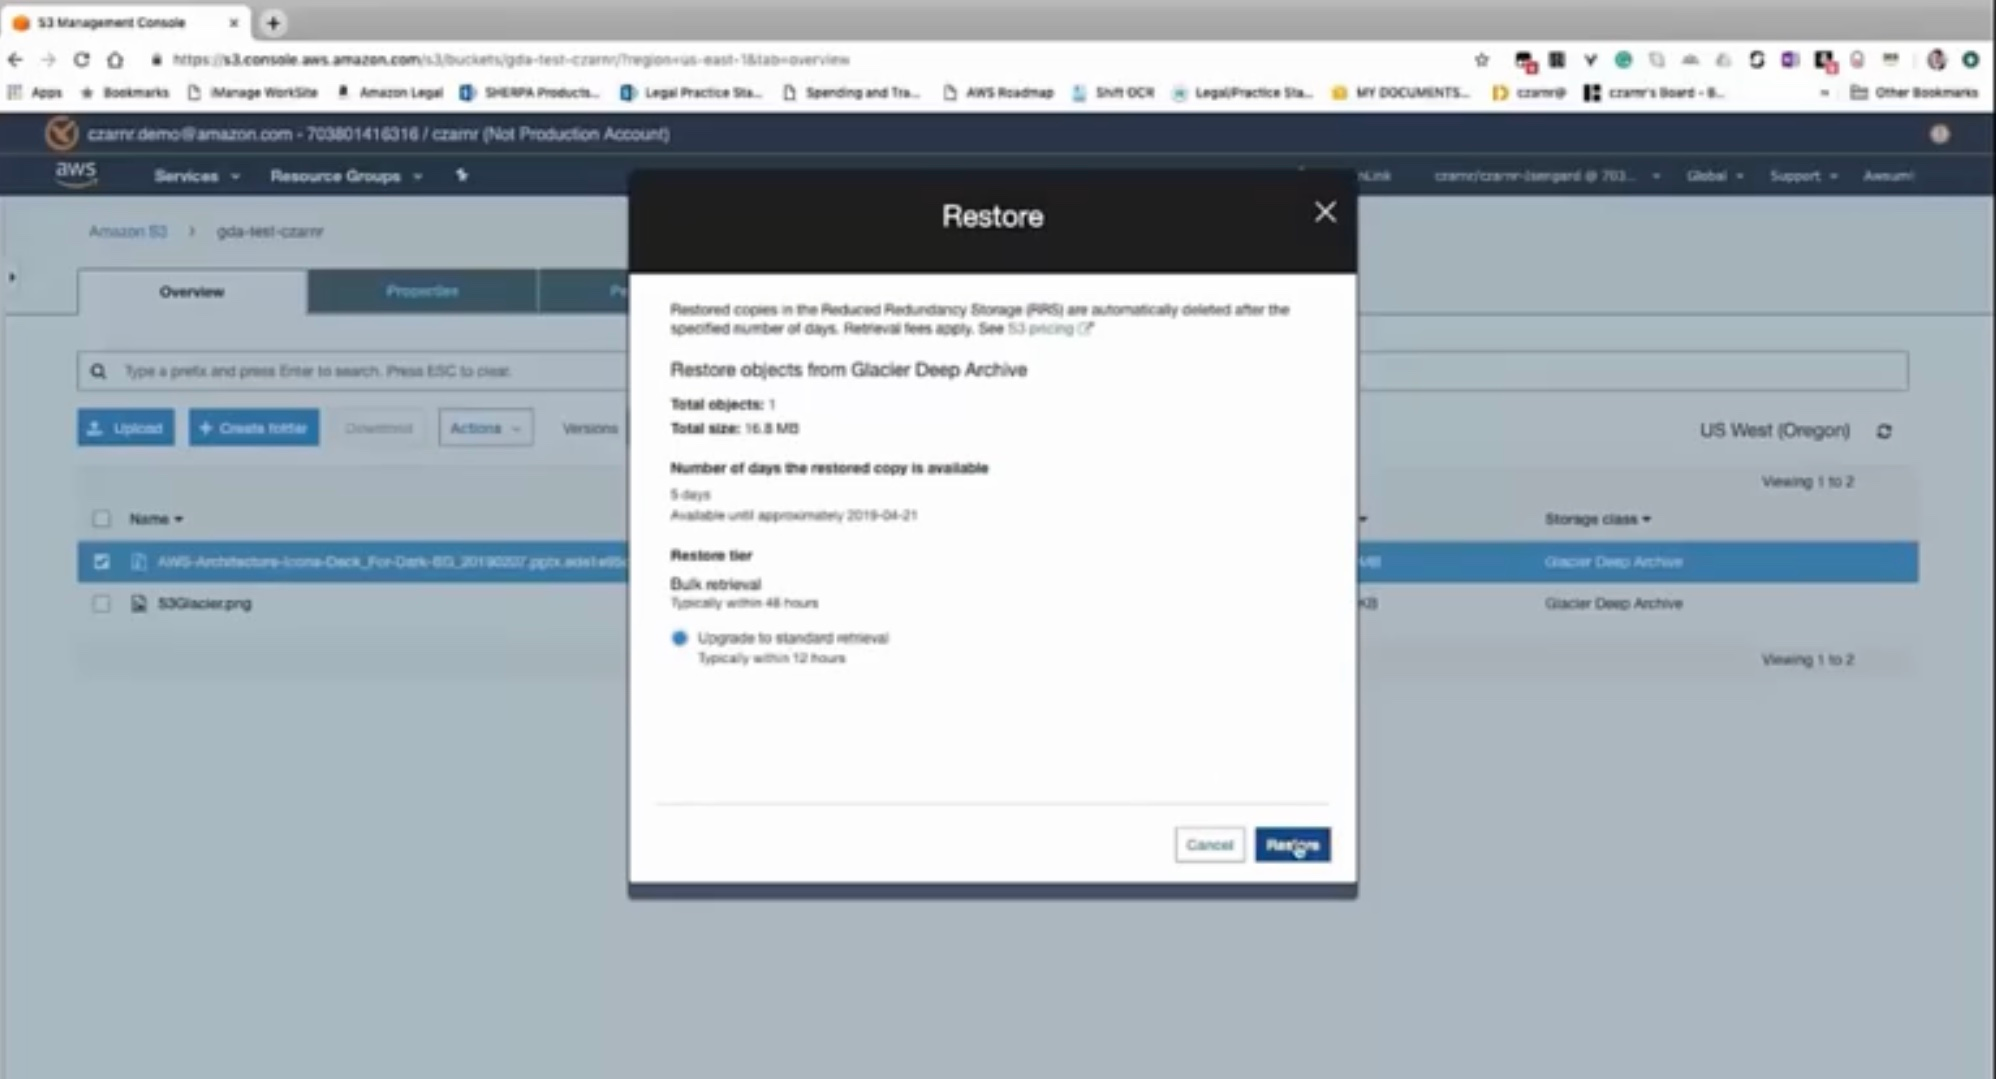 S3 Management Console
https://s3.console.aws.amazon.com/s3/buckets/gda-test-czarnr/?region=us-east-1&tab=overview
Apps Bookmarks iManage WorkSite Amazon Legal SHERPA Products... Legal Practice Sta... Spending and Tra... AWS Roadmap Shift OCR Legal/Practice Sta... MY DOCUMENTS... czarnr@ czarnr's Board - B... Other Bookmarks
czarnr.demo@amazon.com - 703801416316 / czarnr (Not Production Account)
aws Services Resource Groups nLink czarnr/czarnr-Isengard @ 703... Global Support
Restore
Amazon S3 > gda-test-czarnr
Overview Properties Pe
Restored copies in the Reduced Redundancy Storage (RRS) are automatically deleted after the
specified number of days. Retrieval fees apply. See S3 pricing
Type a prefix and press Enter to search. Press ESC to clear.
Restore objects from Glacier Deep Archive
Total objects: 1
Total size: 16.8 MB
Upload + Create folder Download Actions Versions
US West (Oregon)
Number of days the restored copy is available
5 days
Available until approximately 2019-04-21
Viewing 1 to 2
Name Storage class
Restore tier
Bulk retrieval
Typically within 48 hours
AWS-Architecture-Icons-Deck_For-Dark-BG_20190207.pptx MB Glacier Deep Archive
S3Glacier.png KB Glacier Deep Archive
Upgrade to standard retrieval
Typically within 12 hours
Viewing 1 to 2
Cancel Restore